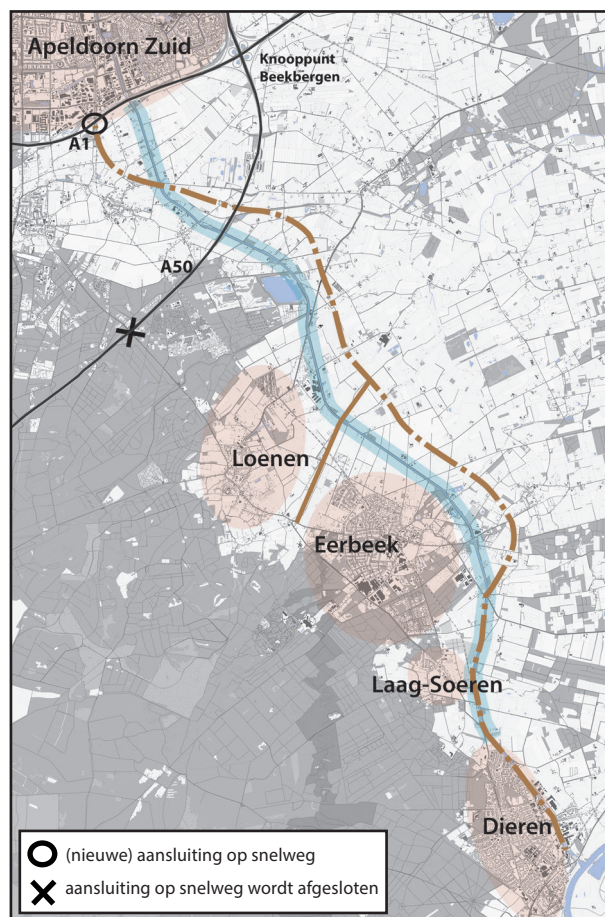 Apeldoorn Zuid
Knooppunt
Beekbergen
A1
A50
Loenen
Eerbeek
Laag-Soeren
Dieren
(nieuwe) aansluiting op snelweg
aansluiting op snelweg wordt afgesloten